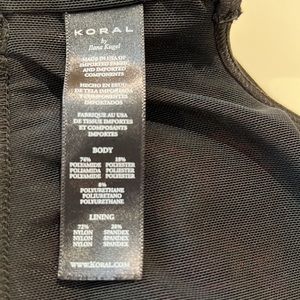 KORAL
by
Ilana Kugel
MADE IN USA OF
IMPORTED FABRIC
AND IMPORTED
COMPONENTS
HECHO EN EEUU
DE TELA IMPORTADA
Y COMPONENTES
IMPORTADOS
FABRIQUE AU USA
DE TISSUE IMPORTES
ET COMPOSANTS
IMPORTES
BODY
74% 18%
POLYAMIDE POLYESTER
POLIAMIDA POLIESTER
POLYAMIDE POLYESTER
8%
POLYURETHANE
POLIURETANO
POLYURETHANE
LINING
72% 28%
NYLON SPANDEX
NYLON SPANDEX
NYLON SPANDEX
WWW.KORAL.COM